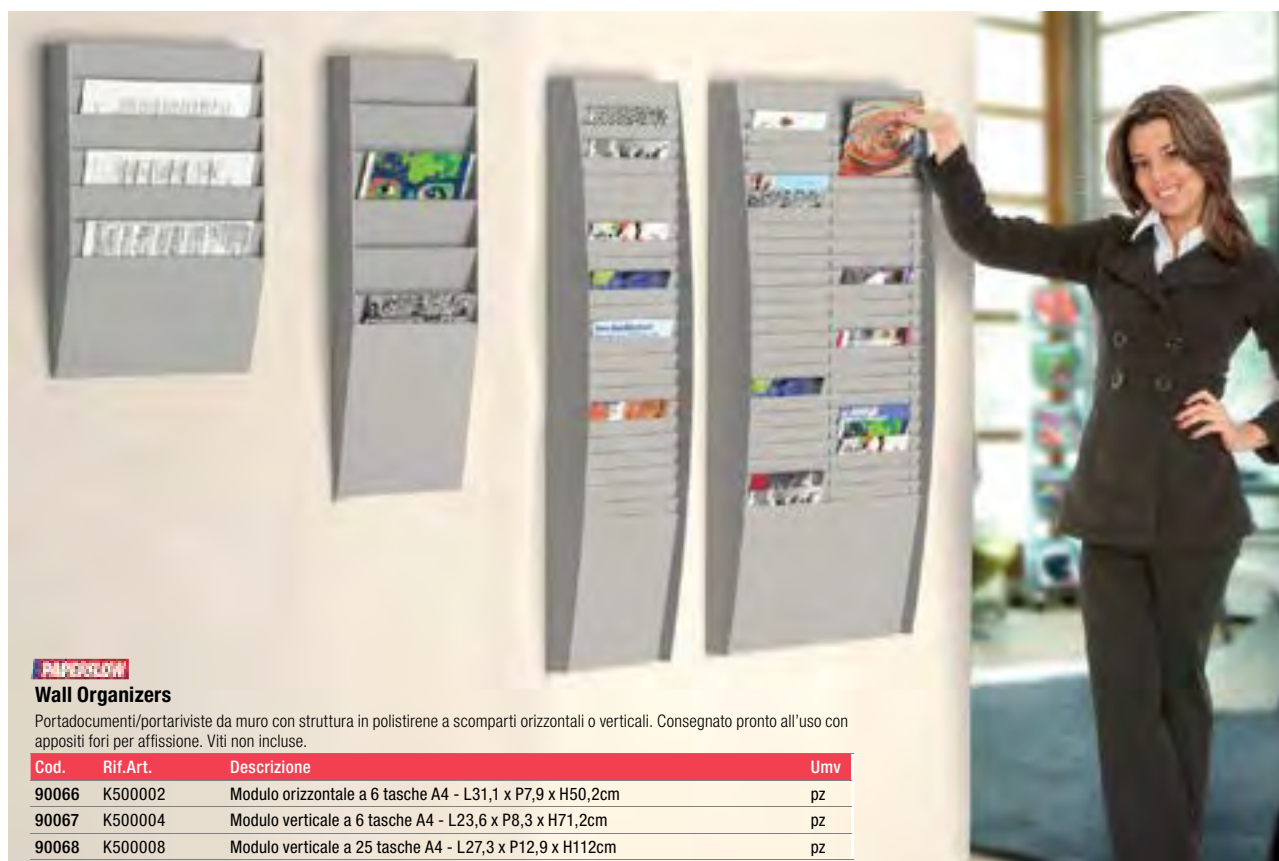 PAPERFLOW
Wall Organizers
Portadocumenti/portariviste da muro con struttura in polistirene a scomparti orizzontali o verticali. Consegnato pronto all'uso con
appositi fori per affissione. Viti non incluse.
Cod. Rif.Art. Descrizione Umv
90066 K500002 Modulo orizzontale a 6 tasche A4 - L31,1 x P7,9 x H50,2cm pz
90067 K500004 Modulo verticale a 6 tasche A4 - L23,6 x P8,3 x H71,2cm pz
90068 K500008 Modulo verticale a 25 tasche A4 - L27,3 x P12,9 x H112cm pz